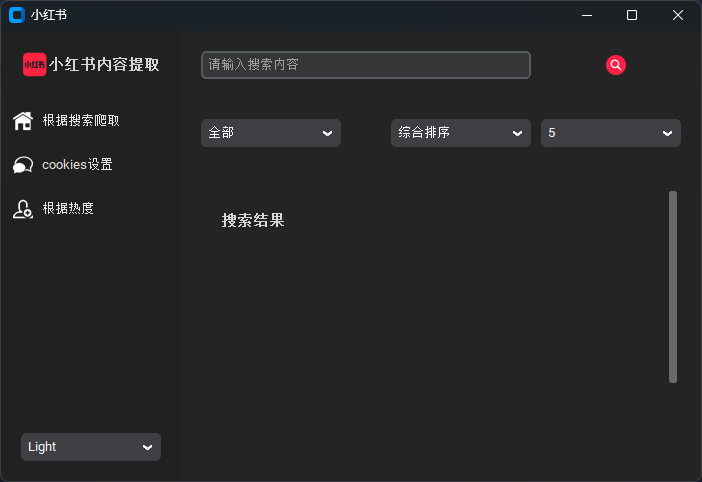 小红书
小红书 小红书内容提取
请输入搜索内容
根据搜索爬取
全部 综合排序 5
cookies设置
根据热度
搜索结果
Light